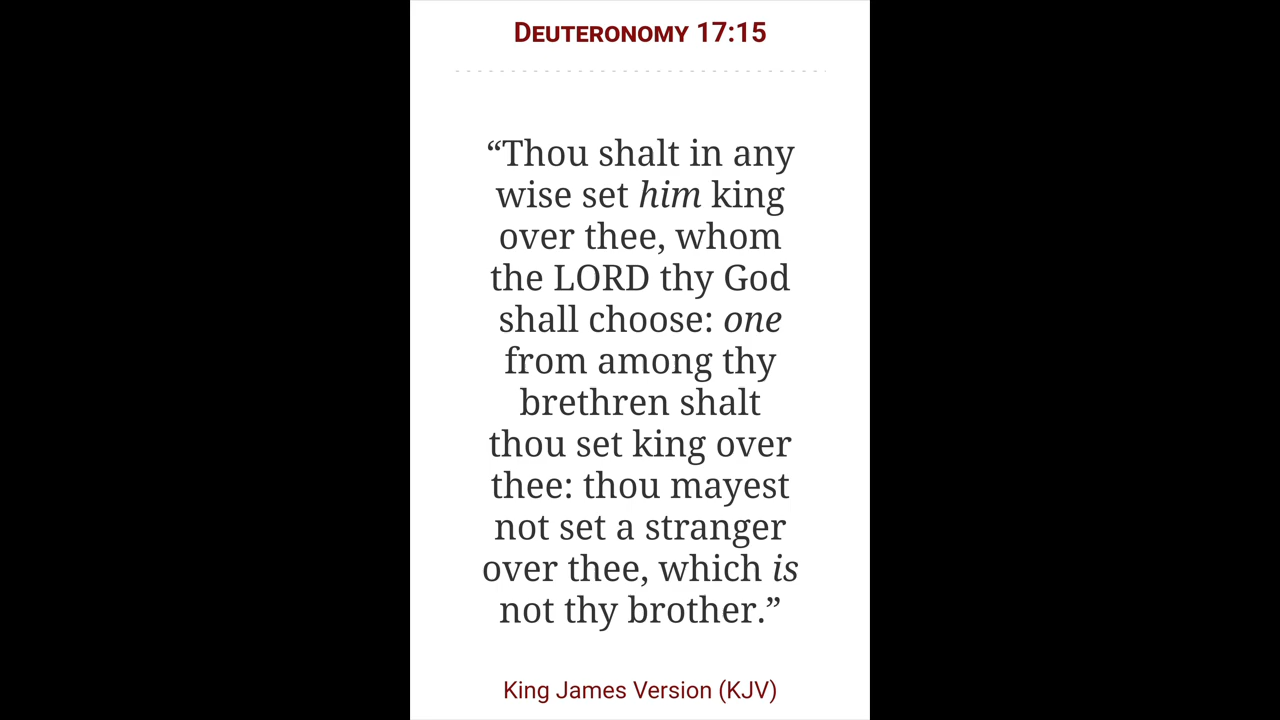 Deuteronomy 17:15
“Thou shalt in any
wise set him king
over thee, whom
the LORD thy God
shall choose: one
from among thy
brethren shalt
thou set king over
thee: thou mayest
not set a stranger
over thee, which is
not thy brother.”
King James Version (KJV)